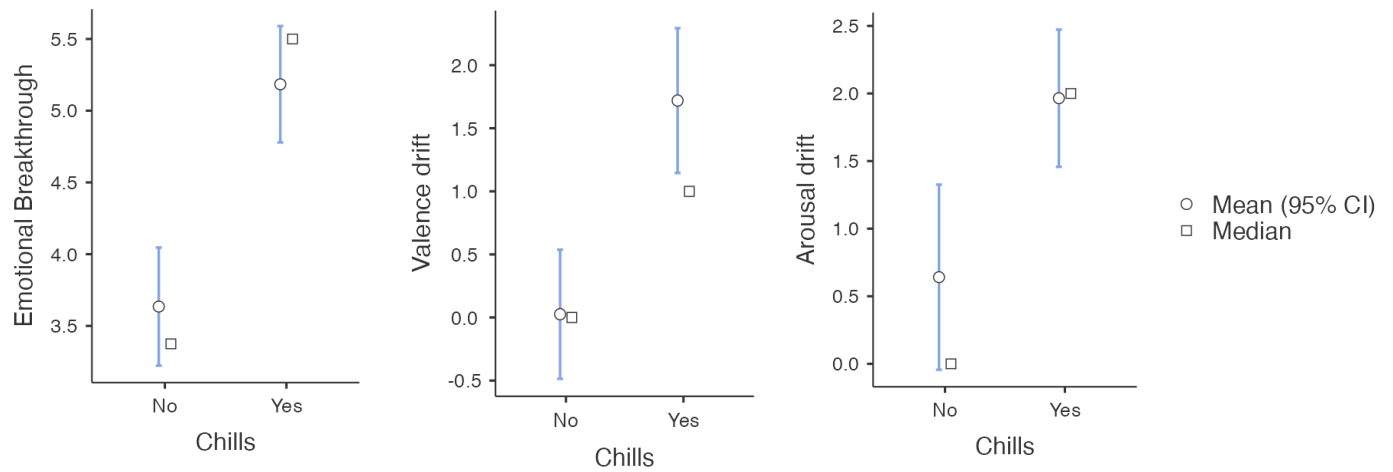 Emotional Breakthrough
5.5
5.0
4.5
4.0
3.5
No Yes
Chills
Valence drift
2.0
1.5
1.0
0.5
0.0
-0.5
No Yes
Chills
Arousal drift
2.5
2.0
1.5
1.0
0.5
0.0
No Yes
Chills
Mean (95% CI)
Median